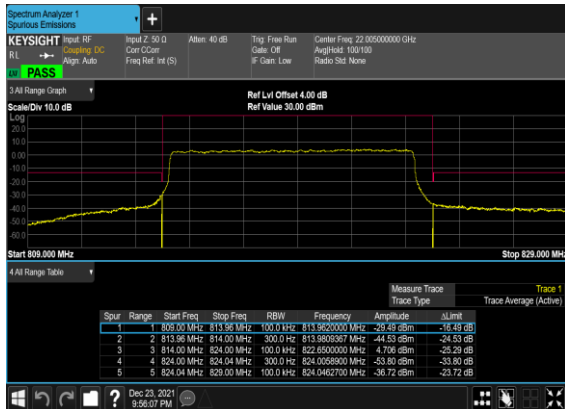 Spectrum Analyzer 1
Spurious Emissions
KEYSIGHT Input: RF Input Z: 50 Ω Atten: 40 dB Trig: Free Run Center Freq: 22.005000000 GHz
RL Coupling: DC Corr CCorr Gate: Off Avg|Hold: 100/100
Align: Auto Freq Ref: Int (S) IF Gain: Low Radio Std: None
PASS
3 All Range Graph
Ref Lvl Offset 4.00 dB
Scale/Div 10.0 dB Ref Value 30.00 dBm
Log
20.0
10.0
0.00
-10.0
-20.0
-30.0
-40.0
-50.0
-60.0
Start 809.000 MHz Stop 829.000 MHz
4 All Range Table
Measure Trace Trace 1
Trace Type Trace Average (Active)
Spur Range Start Freq Stop Freq RBW Frequency Amplitude ΔLimit
1 1 809.00 MHz 813.96 MHz 100.0 kHz 813.9620000 MHz -29.49 dBm -16.49 dB
2 2 813.96 MHz 814.00 MHz 300.0 Hz 813.9809367 MHz -44.53 dBm -24.53 dB
3 3 814.00 MHz 824.00 MHz 100.0 kHz 822.6500000 MHz 4.706 dBm -25.29 dB
4 4 824.00 MHz 824.04 MHz 300.0 Hz 824.0058900 MHz -53.80 dBm -33.80 dB
5 5 824.04 MHz 829.00 MHz 100.0 kHz 824.0462700 MHz -36.72 dBm -23.72 dB
? Dec 23, 2021
9:56:07 PM